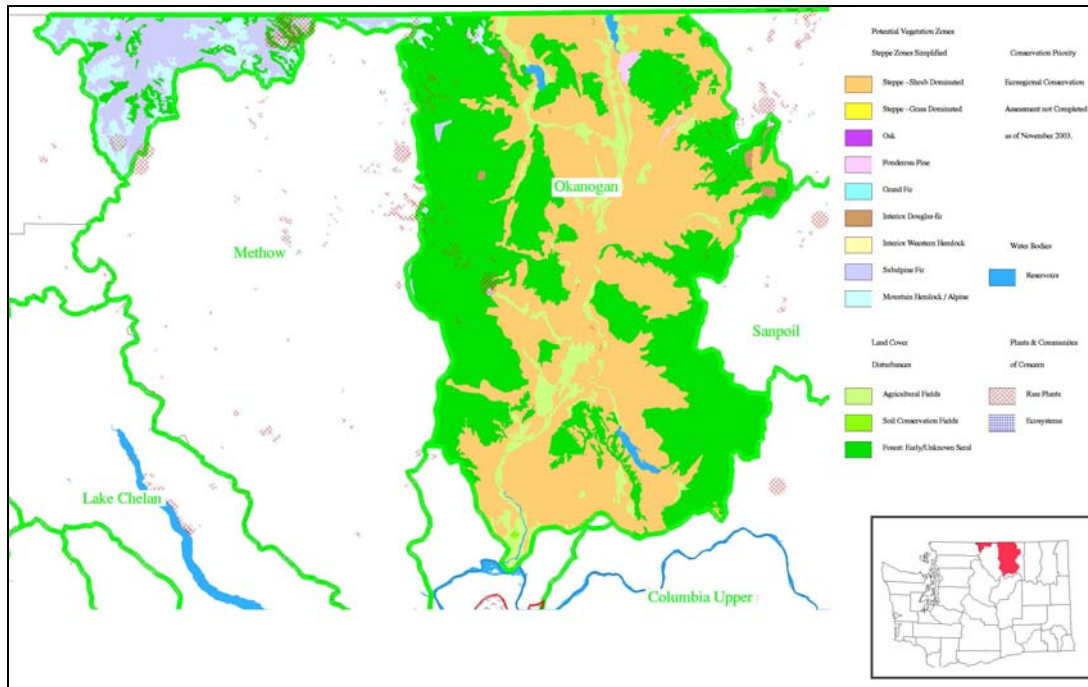 Okanogan
Methow
Sanpoil
Lake Chelan
Columbia Upper
Potential Vegetation Zones
Steppe Zones Simplified
Steppe - Shrub Dominated
Steppe - Grass Dominated
Oak
Ponderosa Pine
Grand Fir
Interior Douglas-fir
Interior Western Hemlock
Subalpine Fir
Mountain Hemlock / Alpine
Land Cover
Disturbances
Agricultural Fields
Soil Conservation Fields
Forest: Early/Unknown Seral
Conservation Priority
Ecoregional Conservation
Assessment not Completed
as of November 2003.
Water Bodies
Reservoirs
Plants & Communites
of Concern
Rare Plants
Ecosystems